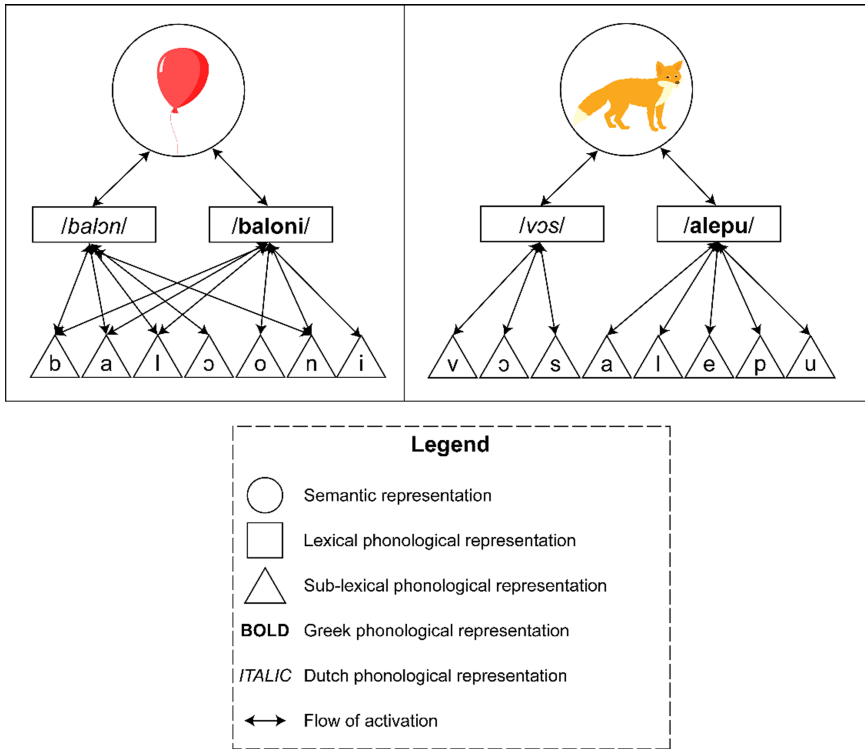 /balɔn/ /baloni/
b a l ɔ o n i
/vɔs/ /alepu/
v ɔ s a l e p u
Legend
Semantic representation
Lexical phonological representation
Sub-lexical phonological representation
BOLD Greek phonological representation
ITALIC Dutch phonological representation
Flow of activation